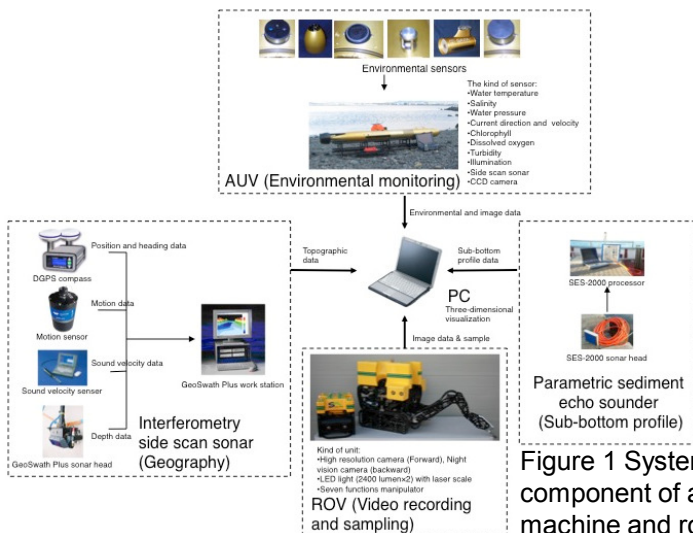 Environmental sensors
The kind of sensor:
•Water temperature
•Salinity
•Water pressure
•Current direction and velocity
•Chlorophyll
•Dissolved oxygen
•Turbidity
•Illumination
•Side scan sonar
•CCD camera
AUV (Environmental monitoring)
Environmental and image data
Position and heading data
DGPS compass
Motion data
Motion sensor
Sound velocity data
Sound velocity senser
Depth data
GeoSwath Plus sonar head
GeoSwath Plus work station
Interferometry
side scan sonar
(Geography)
Topographic
data
Sub-bottom
profile data
PC
Three-dimensional
visualization
Image data & sample
SES-2000 processor
SES-2000 sonar head
Parametric sediment
echo sounder
(Sub-bottom profile)
Kind of unit:
•High resolution camera (Forward), Night
vision camera (backward)
•LED light (2400 lumen×2) with laser scale
•Seven functions manipulator
ROV (Video recording
and sampling)
Figure 1 System
component of a
machine and ro